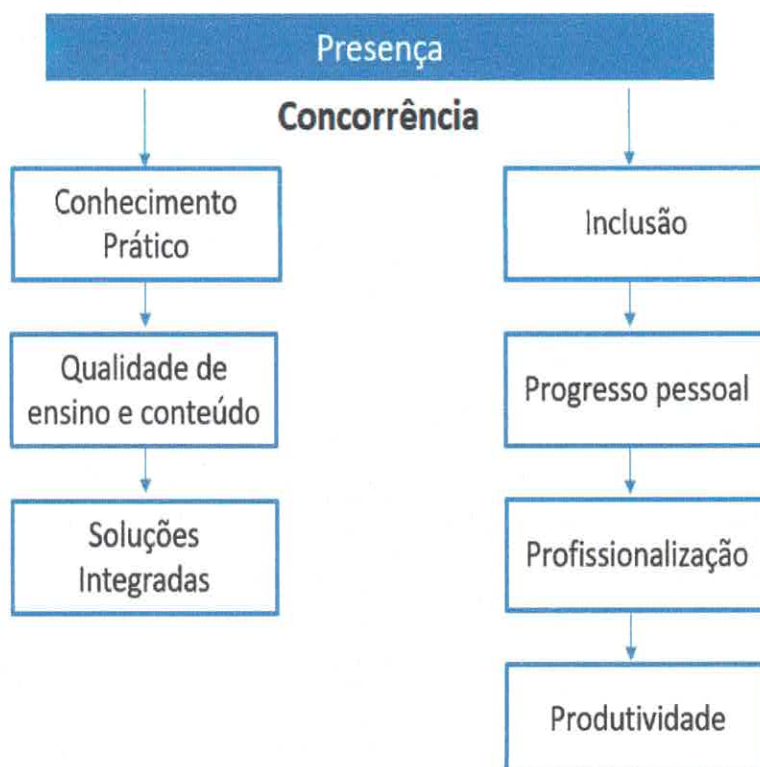 Presença
Concorrência
Conhecimento
Prático
Qualidade de
ensino e conteúdo
Soluções
Integradas
Inclusão
Progresso pessoal
Profissionalização
Produtividade